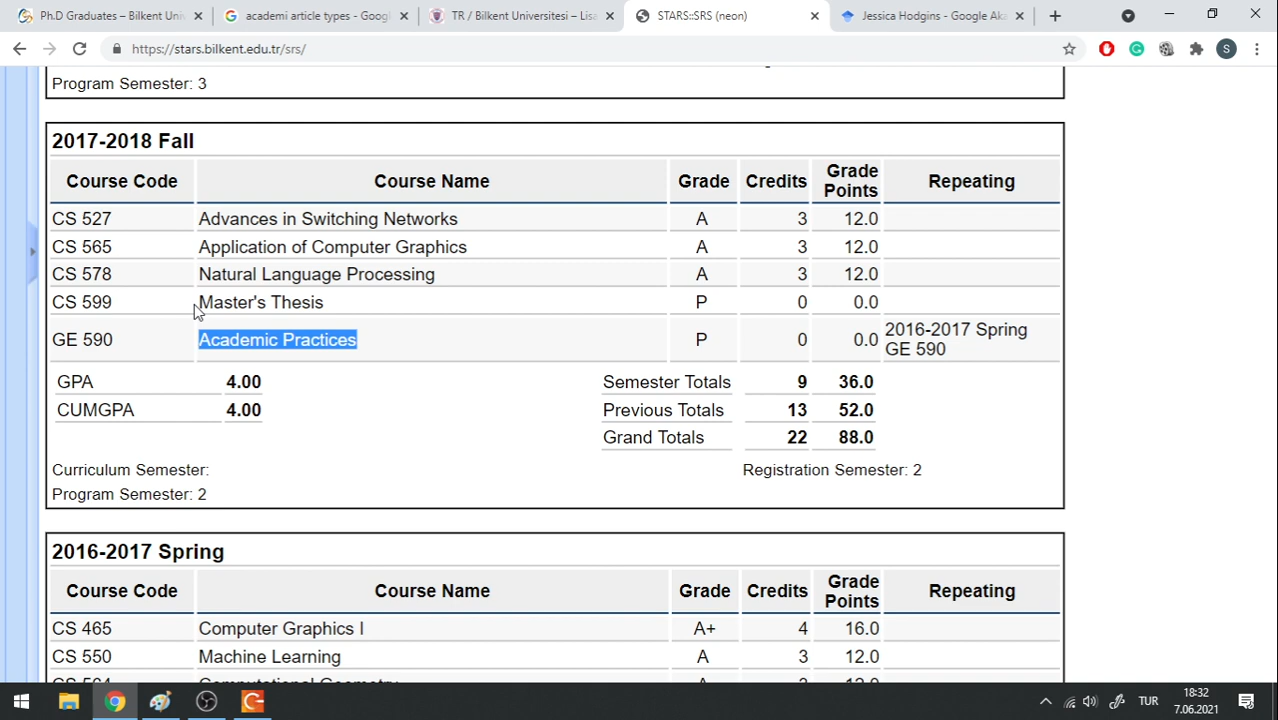 Ph.D Graduates – Bilkent Uni
academi article types - Goog
TR / Bilkent Universitesi – Lisa
STARS::SRS (neon)
Jessica Hodgins - Google Aka
https://stars.bilkent.edu.tr/srs/
S
Program Semester: 3
2017-2018 Fall
Course Code Course Name Grade Credits Grade Points Repeating
CS 527 Advances in Switching Networks A 3 12.0
CS 565 Application of Computer Graphics A 3 12.0
CS 578 Natural Language Processing A 3 12.0
CS 599 Master's Thesis P 0 0.0
GE 590 Academic Practices P 0 0.0 2016-2017 Spring GE 590
GPA 4.00 Semester Totals 9 36.0
CUMGPA 4.00 Previous Totals 13 52.0
Grand Totals 22 88.0
Curriculum Semester: Registration Semester: 2
Program Semester: 2
2016-2017 Spring
Course Code Course Name Grade Credits Grade Points Repeating
CS 465 Computer Graphics I A+ 4 16.0
CS 550 Machine Learning A 3 12.0
TUR
18:32
7.06.2021